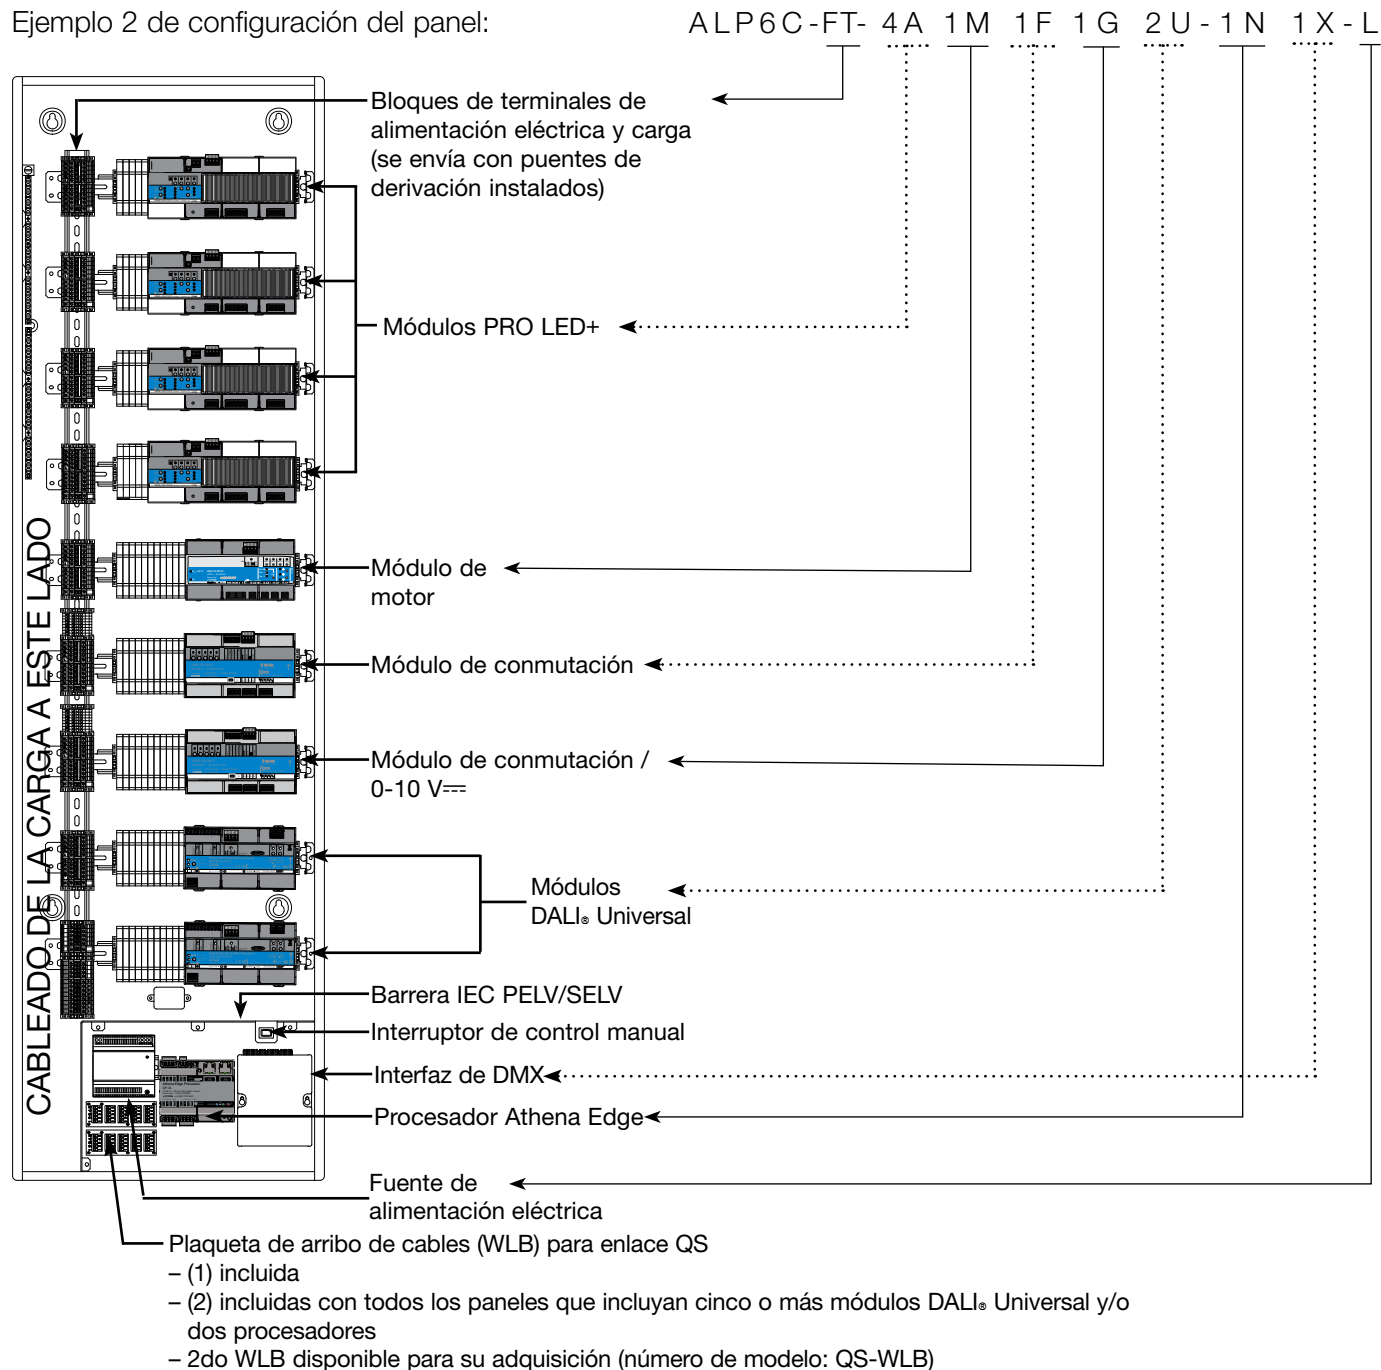 Ejemplo 2 de configuración del panel:
ALP6C-FT- 4A 1M 1F 1G 2U-1N 1X-L
Bloques de terminales de
alimentación eléctrica y carga
(se envía con puentes de
derivación instalados)
Módulos PRO LED+
Módulo de
motor
Módulo de conmutación
Módulo de conmutación /
0-10 V⎓
Módulos
DALI® Universal
Barrera IEC PELV/SELV
Interruptor de control manual
Interfaz de DMX
Procesador Athena Edge
Fuente de
alimentación eléctrica
Plaqueta de arribo de cables (WLB) para enlace QS
– (1) incluida
– (2) incluidas con todos los paneles que incluyan cinco o más módulos DALI® Universal y/o
dos procesadores
– 2do WLB disponible para su adquisición (número de modelo: QS-WLB)
CABLEADO DE LA CARGA A ESTE LADO